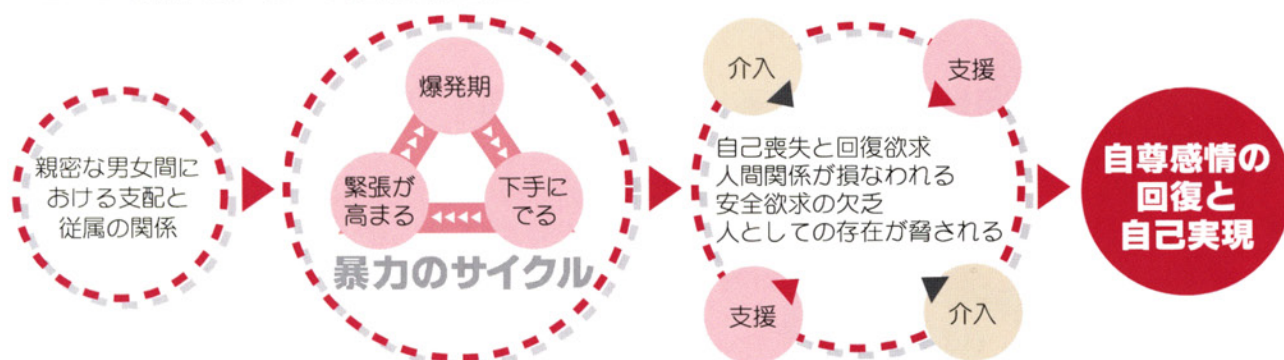 親密な男女間に
おける支配と
従属の関係
爆発期
緊張が
高まる
下手に
でる
暴力のサイクル
介入
支援
自己喪失と回復欲求
人間関係が損なわれる
安全欲求の欠乏
人としての存在が脅される
支援
介入
自尊感情の
回復と
自己実現